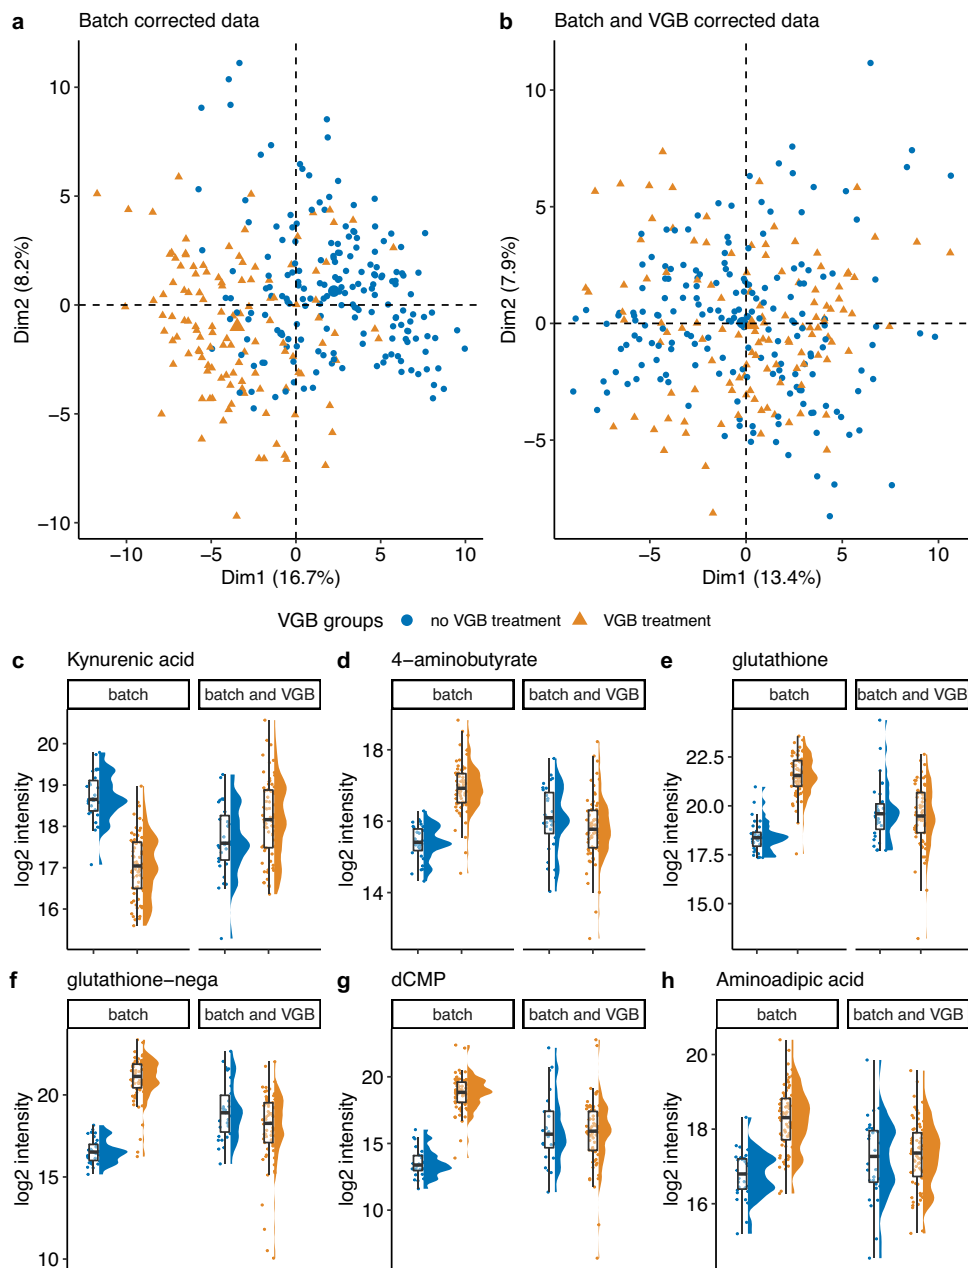 a Batch corrected data
10
5
0
−5
−10
Dim2 (8.2%)
−10 −5 0 5 10
Dim1 (16.7%)
b Batch and VGB corrected data
10
5
0
−5
Dim2 (7.9%)
−5 0 5 10
Dim1 (13.4%)
VGB groups no VGB treatment VGB treatment
c Kynurenic acid
batch batch and VGB
20
19
18
17
16
log2 intensity
d 4−aminobutyrate
batch batch and VGB
18
16
14
log2 intensity
e glutathione
batch batch and VGB
22.5
20.0
17.5
15.0
log2 intensity
f glutathione−nega
batch batch and VGB
20
15
10
log2 intensity
g dCMP
batch batch and VGB
20
15
10
log2 intensity
h Aminoadipic acid
batch batch and VGB
20
18
16
log2 intensity